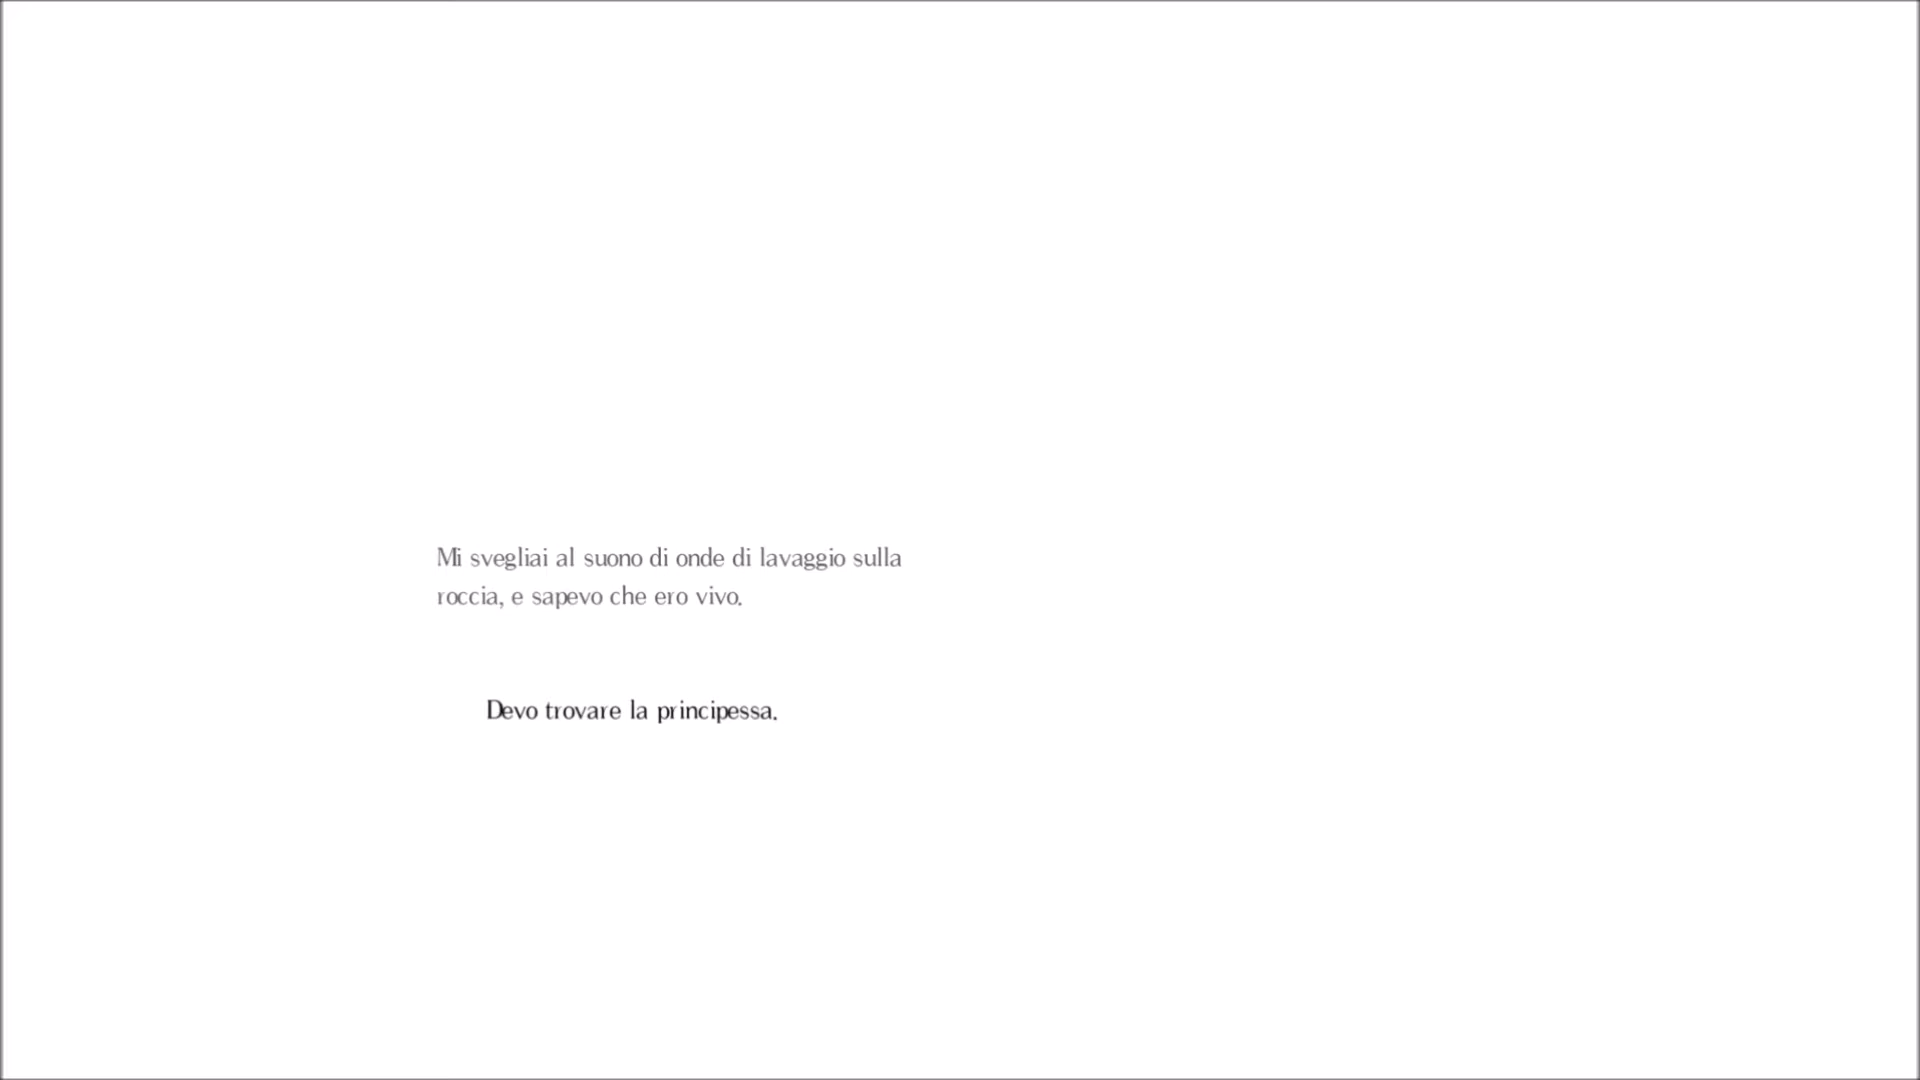 Mi svegliai al suono di onde di lavaggio sulla
roccia, e sapevo che ero vivo.
Devo trovare la principessa.